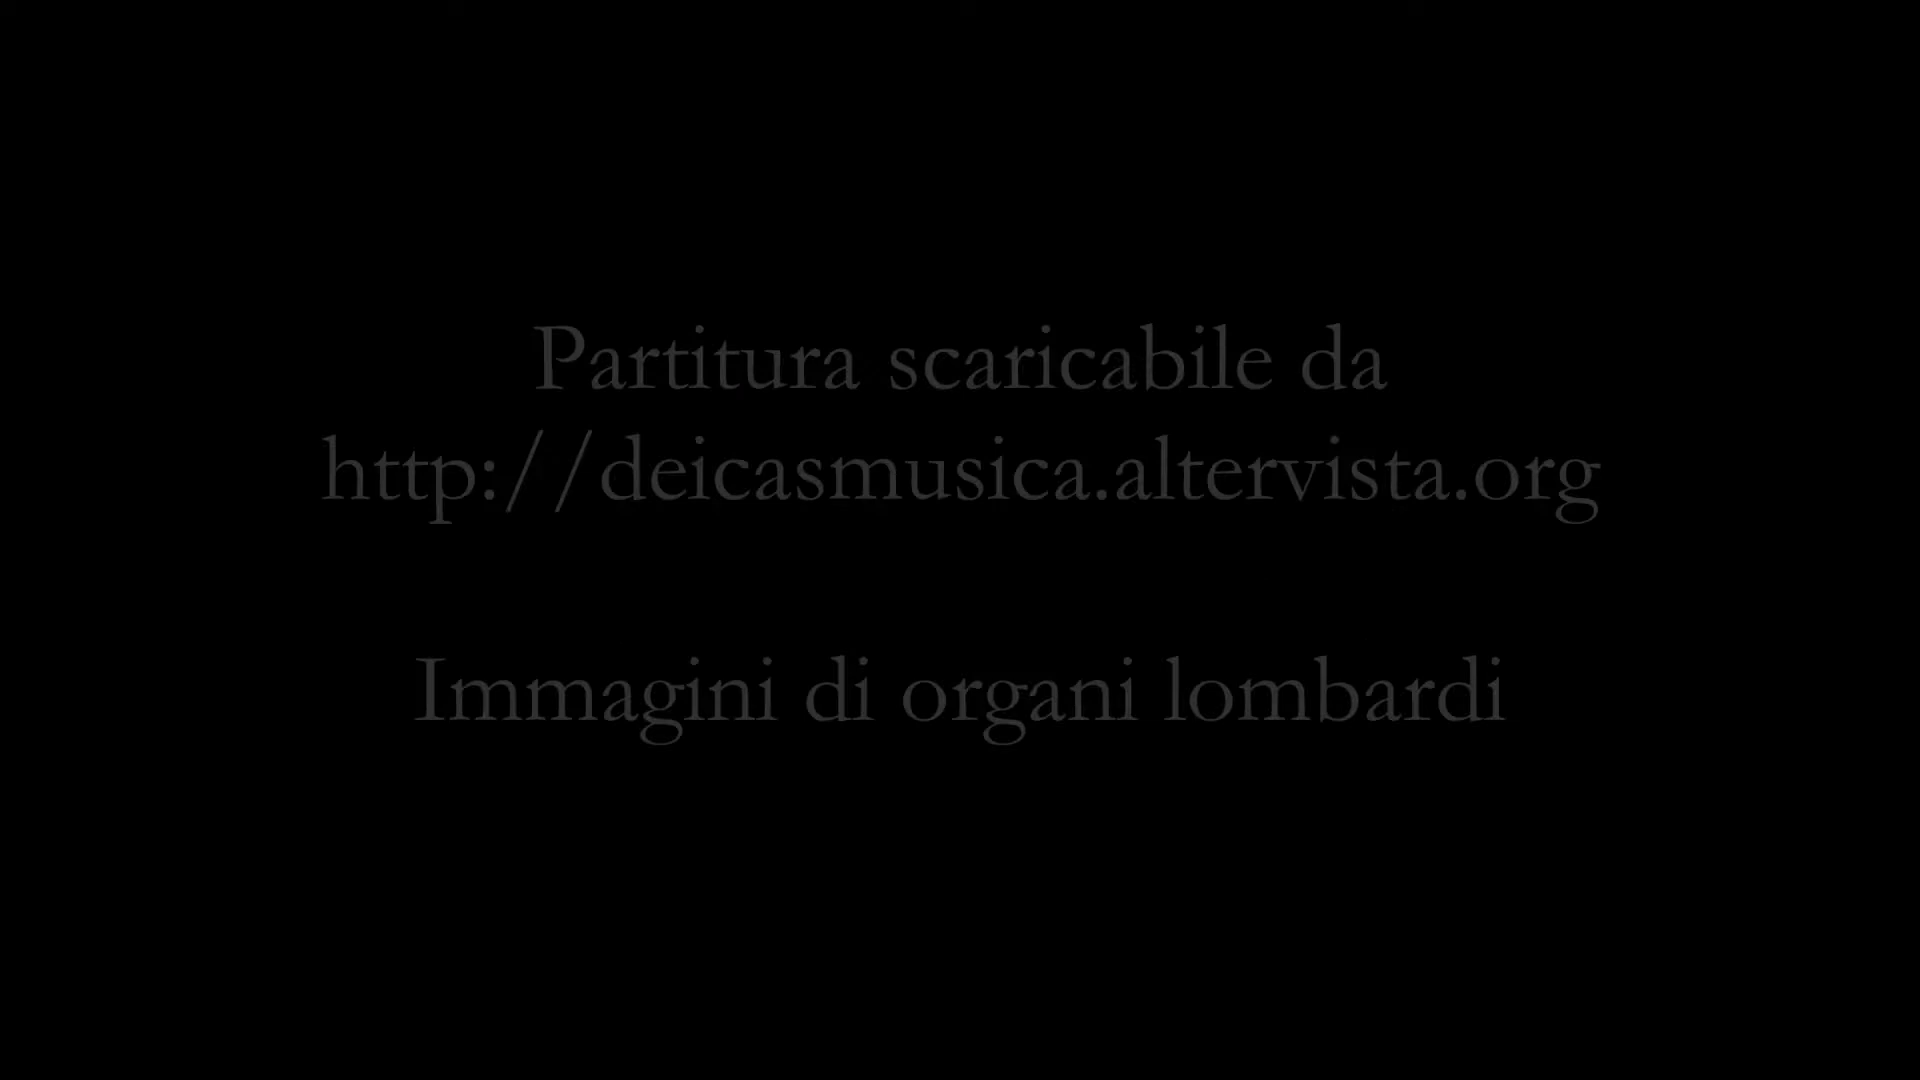 Partitura scaricabile da
http://deicasmusica.altervista.org
Immagini di organi lombardi